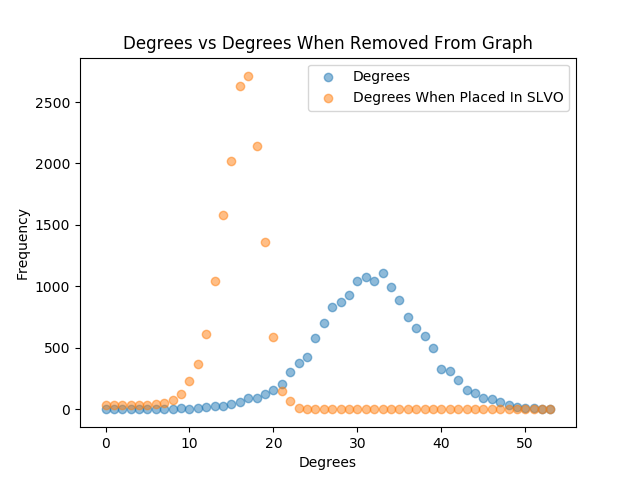 Degrees vs Degrees When Removed From Graph
Degrees
Degrees When Placed In SLVO
2500
2000
1500
1000
500
0
Frequency
0 10 20 30 40 50
Degrees